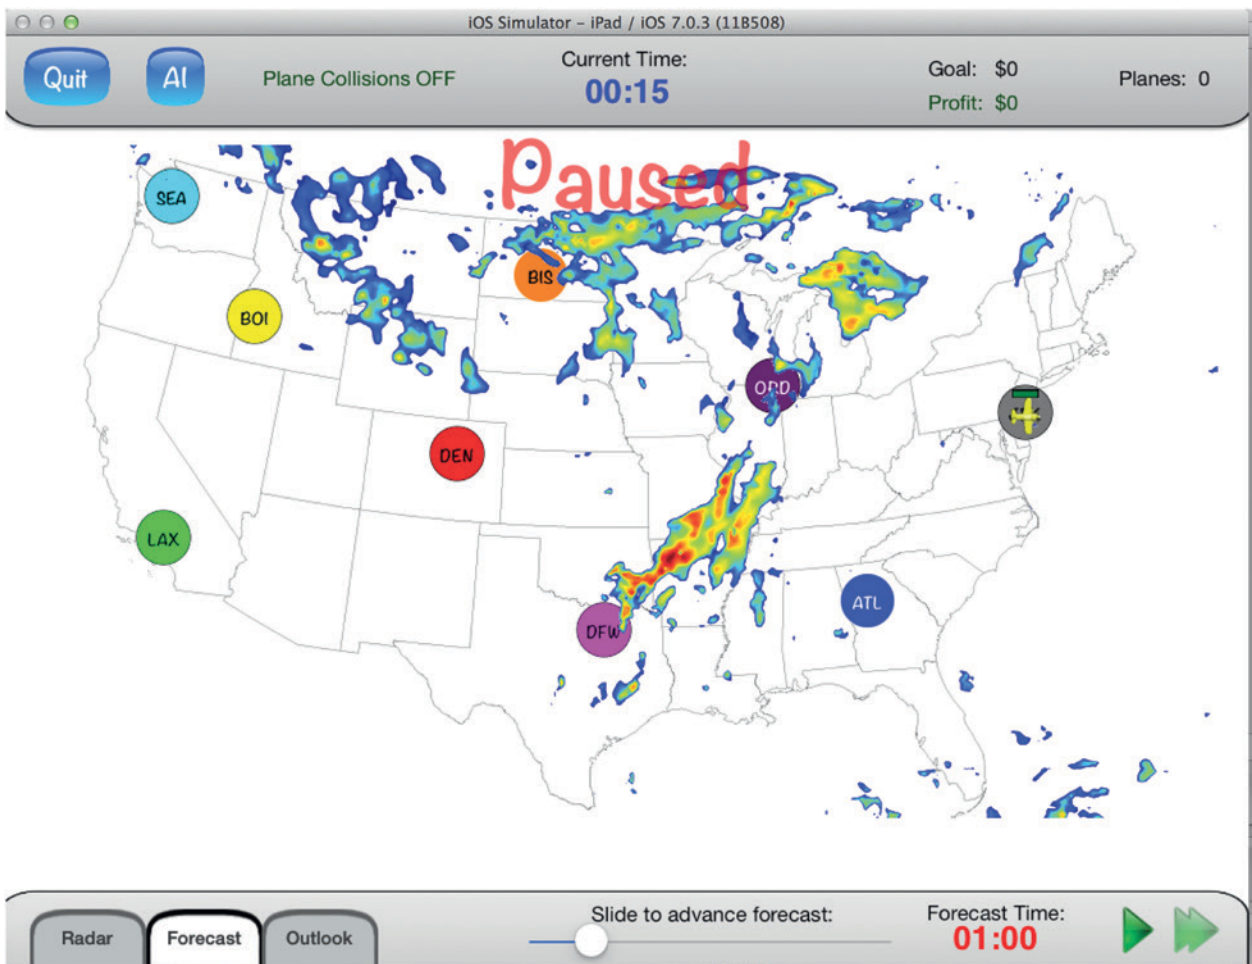 iOS Simulator – iPad / iOS 7.0.3 (11B508)
Quit
AI
Plane Collisions OFF
Current Time:
00:15
Goal: $0
Profit: $0
Planes: 0
Paused
SEA
BIS
BOI
ORD
DEN
LAX
ATL
DFW
Radar
Forecast
Outlook
Slide to advance forecast:
Forecast Time:
01:00